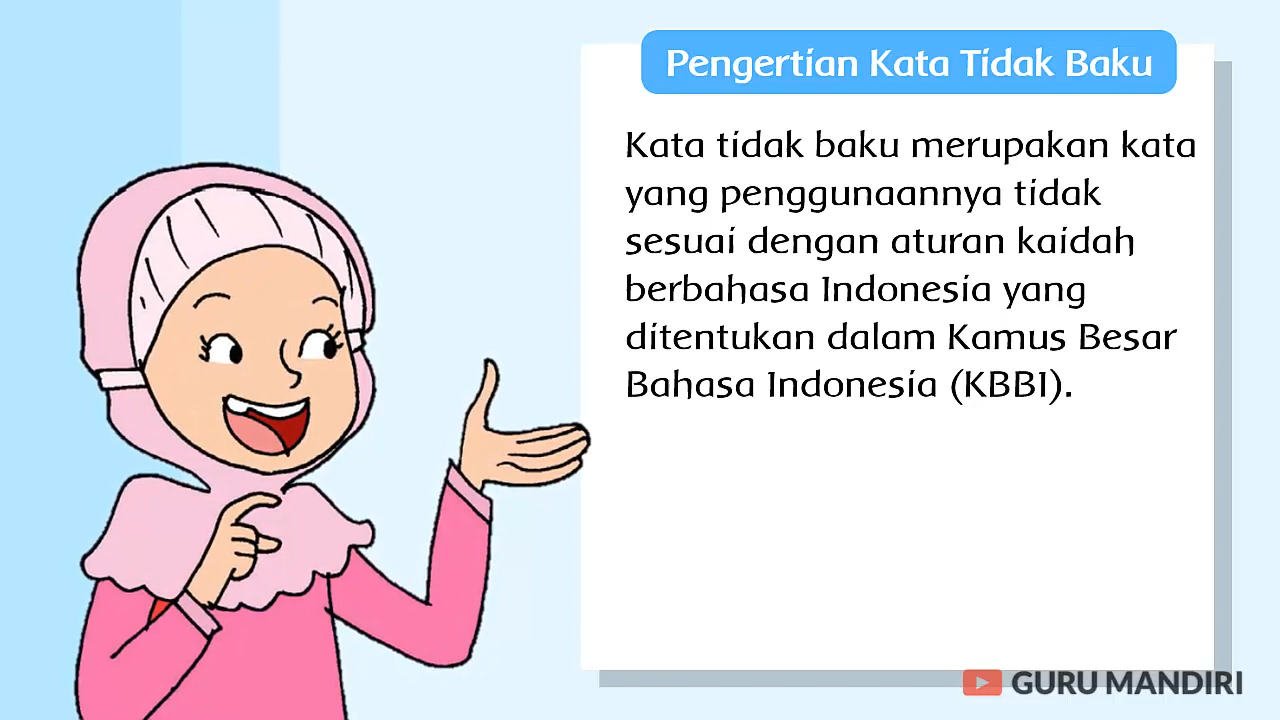 Pengertian Kata Tidak Baku
Kata tidak baku merupakan kata
yang penggunaannya tidak
sesuai dengan aturan kaidah
berbahasa Indonesia yang
ditentukan dalam Kamus Besar
Bahasa Indonesia (KBBI).
GURU MANDIRI